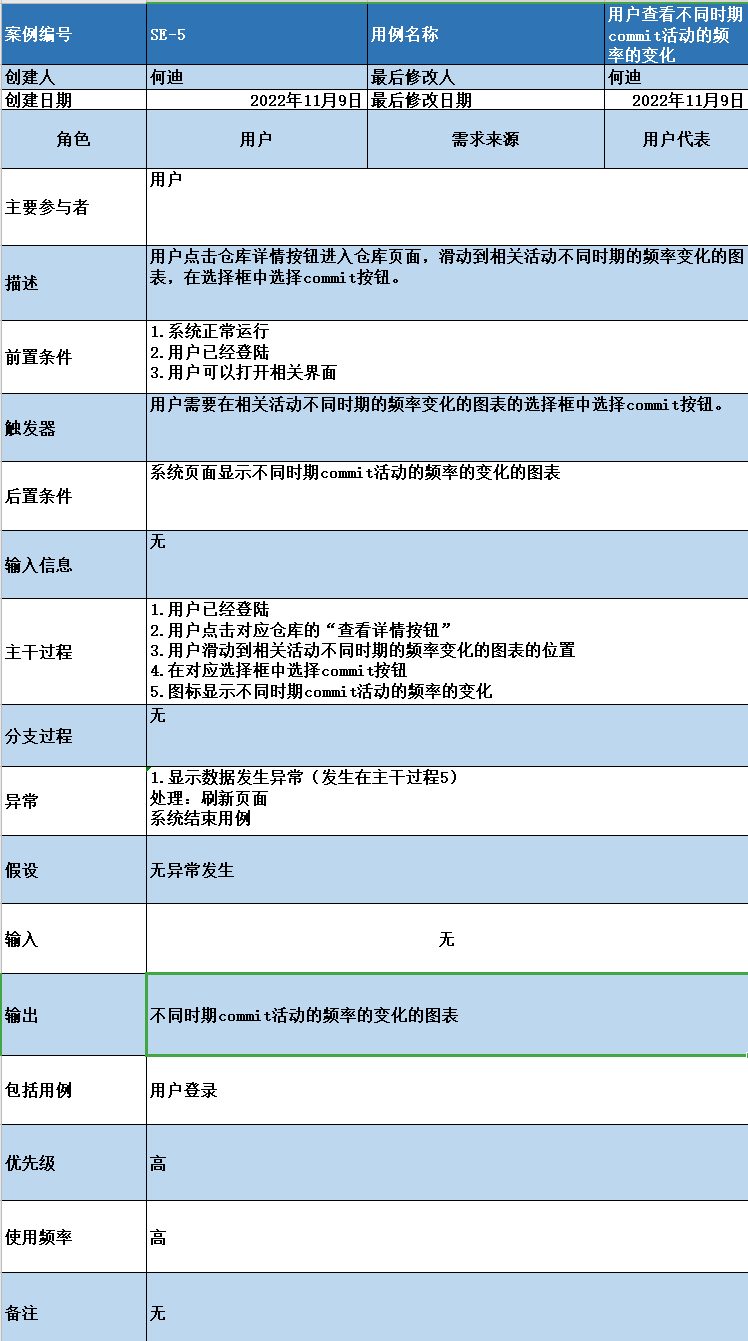 案例编号 SE-5 用例名称 用户查看不同时期
commit活动的频
率的变化
创建人 何迪 最后修改人 何迪
创建日期 2022年11月9日 最后修改日期 2022年11月9日
角色 用户 需求来源 用户代表
主要参与者 用户
描述 用户点击仓库详情按钮进入仓库页面，滑动到相关活动不同时期的频率变化的图
表，在选择框中选择commit按钮。
前置条件 1.系统正常运行
2.用户已经登陆
3.用户可以打开相关界面
触发器 用户需要在相关活动不同时期的频率变化的图表的选择框中选择commit按钮。
后置条件 系统页面显示不同时期commit活动的频率的变化的图表
输入信息 无
主干过程 1.用户已经登陆
2.用户点击对应仓库的“查看详情按钮”
3.用户滑动到相关活动不同时期的频率变化的图表的位置
4.在对应选择框中选择commit按钮
5.图标显示不同时期commit活动的频率的变化
分支过程 无
异常 1.显示数据发生异常（发生在主干过程5）
处理：刷新页面
系统结束用例
假设 无异常发生
输入 无
输出 不同时期commit活动的频率的变化的图表
包括用例 用户登录
优先级 高
使用频率 高
备注 无